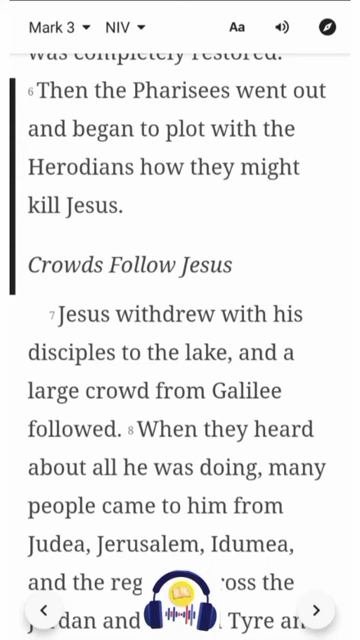 Mark 3 NIV Aa
was completely restored.
6 Then the Pharisees went out
and began to plot with the
Herodians how they might
kill Jesus.
Crowds Follow Jesus
7 Jesus withdrew with his
disciples to the lake, and a
large crowd from Galilee
followed. 8 When they heard
about all he was doing, many
people came to him from
Judea, Jerusalem, Idumea,
and the reg ross the
and Tyre an